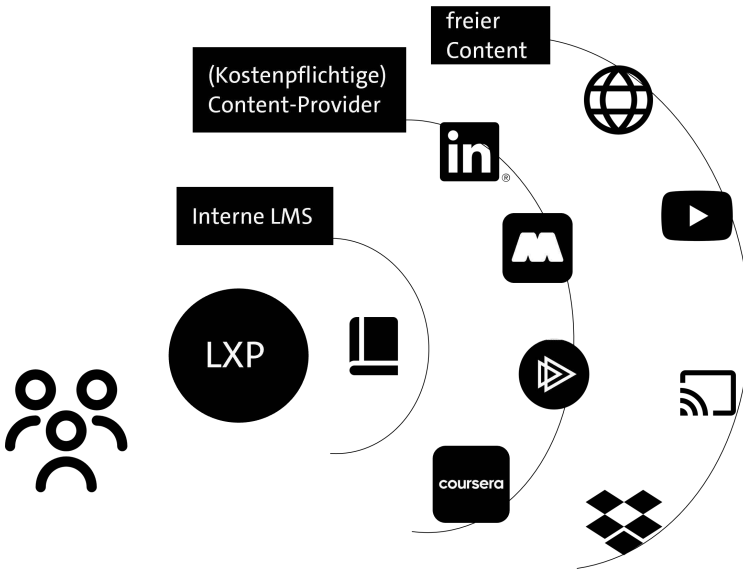 freier
Content
(Kostenpflichtige)
Content-Provider
in
®
Interne LMS
LXP
coursera